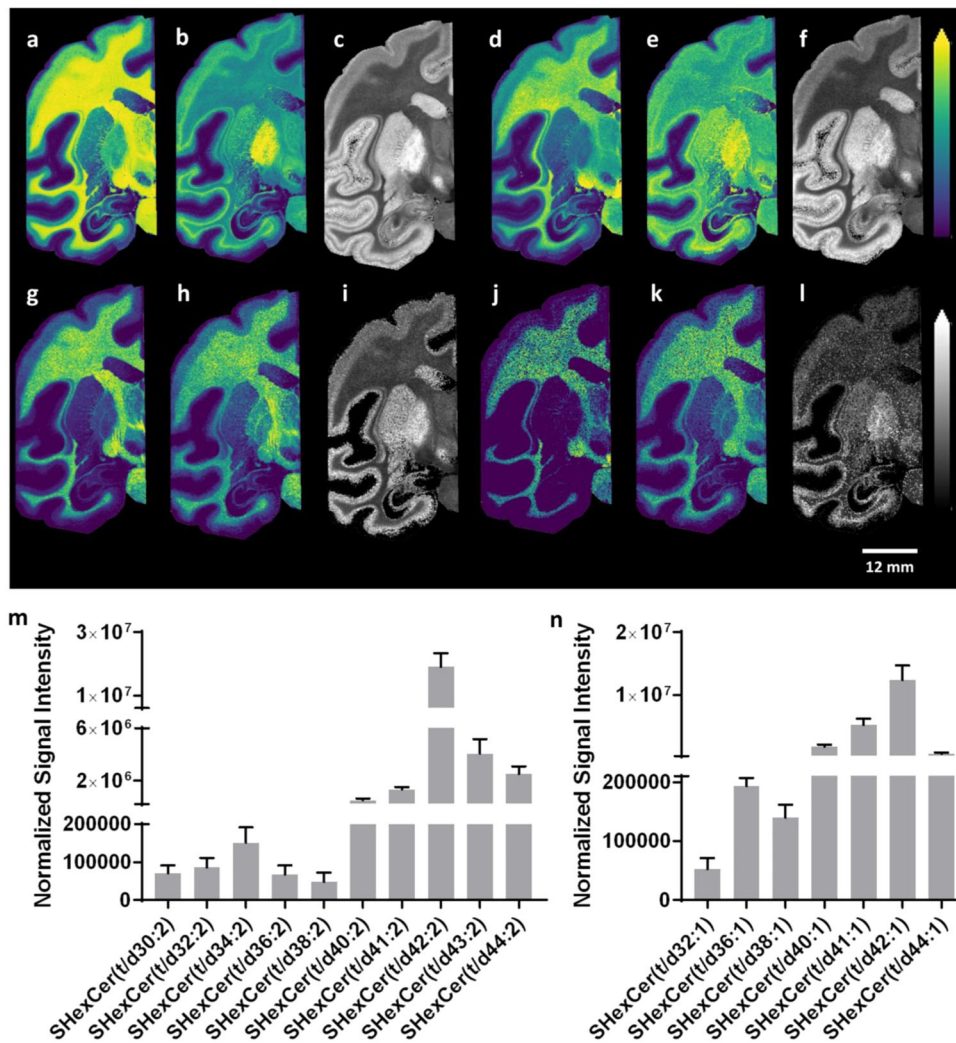 a b c d e f
g h i j k l
12 mm
m
n
Normalized Signal Intensity
3×10⁷
1×10⁷
6×10⁶
2×10⁶
200000
100000
0
SHexCer(t/d30:2)
SHexCer(t/d32:2)
SHexCer(t/d34:2)
SHexCer(t/d36:2)
SHexCer(t/d38:2)
SHexCer(t/d40:2)
SHexCer(t/d41:2)
SHexCer(t/d42:2)
SHexCer(t/d43:2)
SHexCer(t/d44:2)
Normalized Signal Intensity
2×10⁷
1×10⁷
200000
100000
0
SHexCer(t/d32:1)
SHexCer(t/d36:1)
SHexCer(t/d38:1)
SHexCer(t/d40:1)
SHexCer(t/d41:1)
SHexCer(t/d42:1)
SHexCer(t/d44:1)